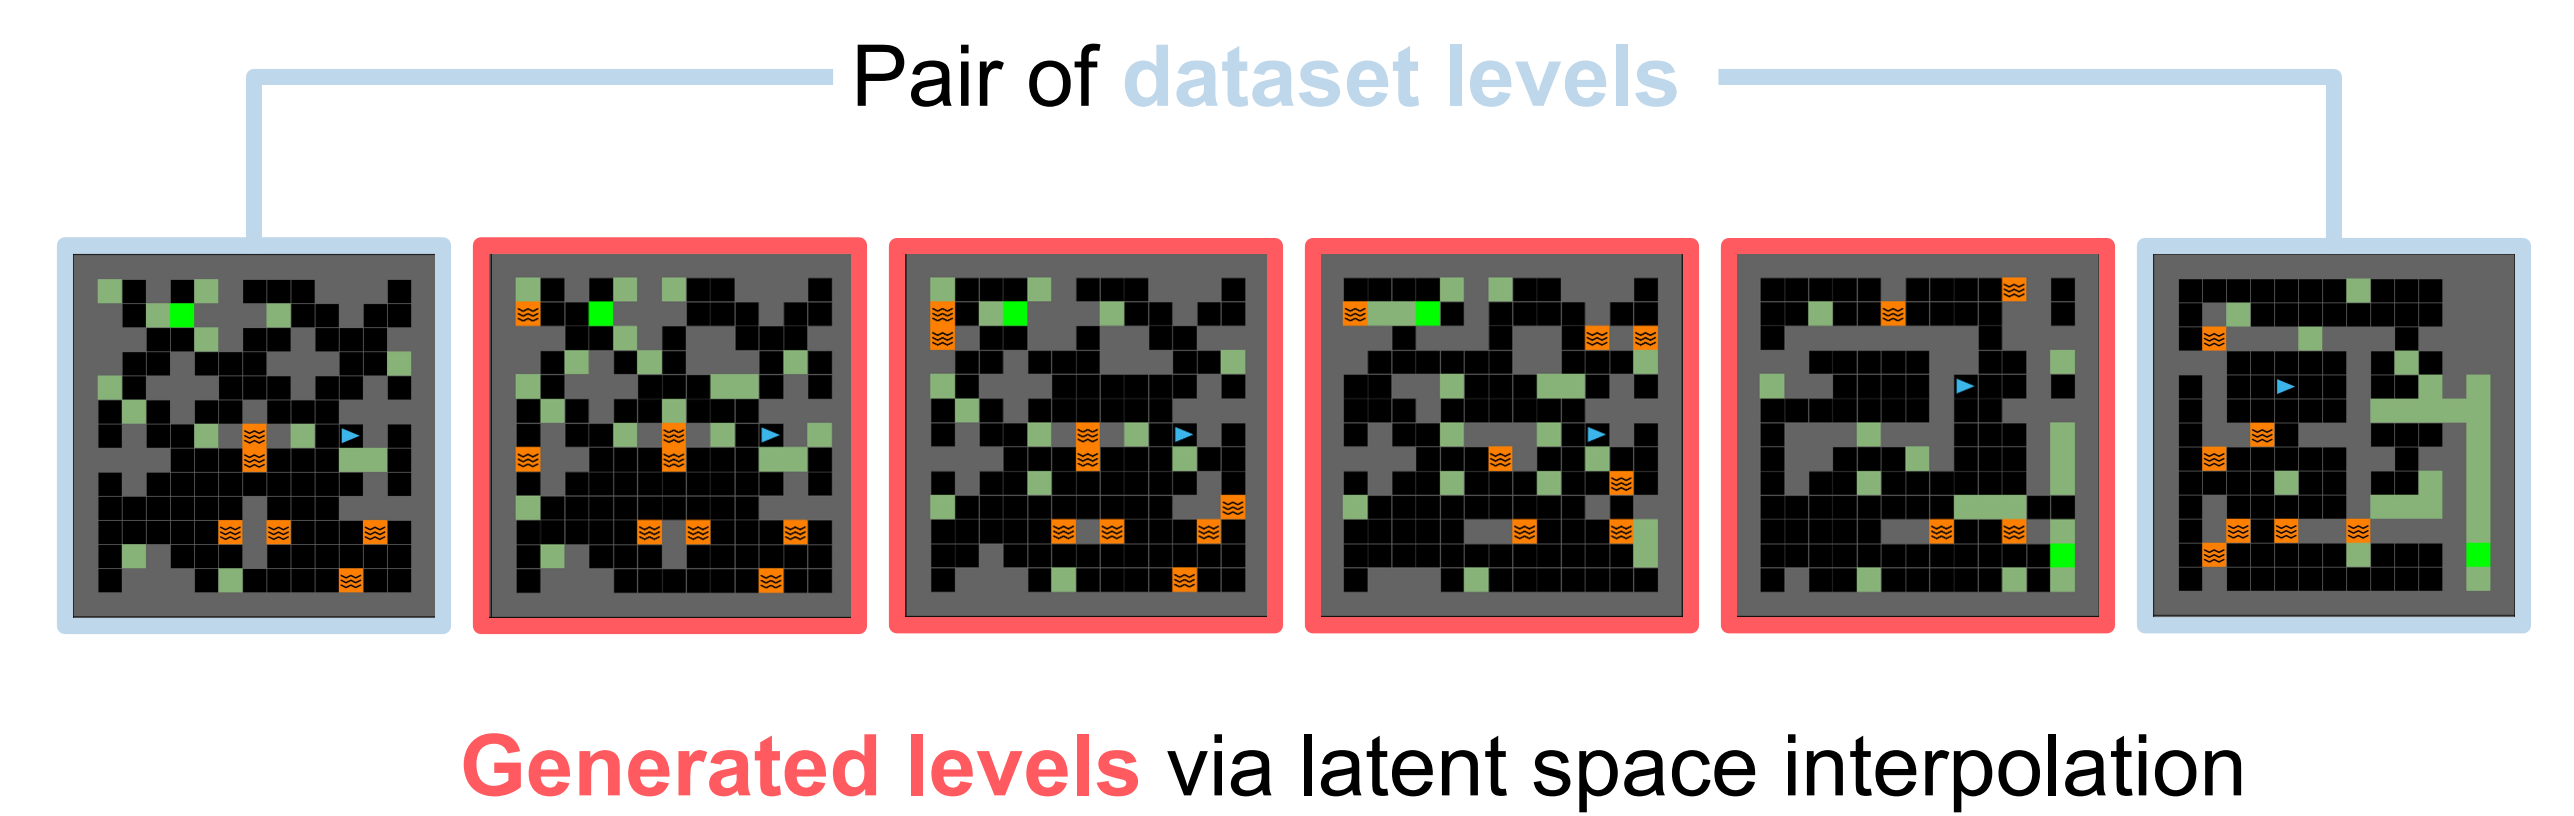 Pair of dataset levels
Generated levels via latent space interpolation